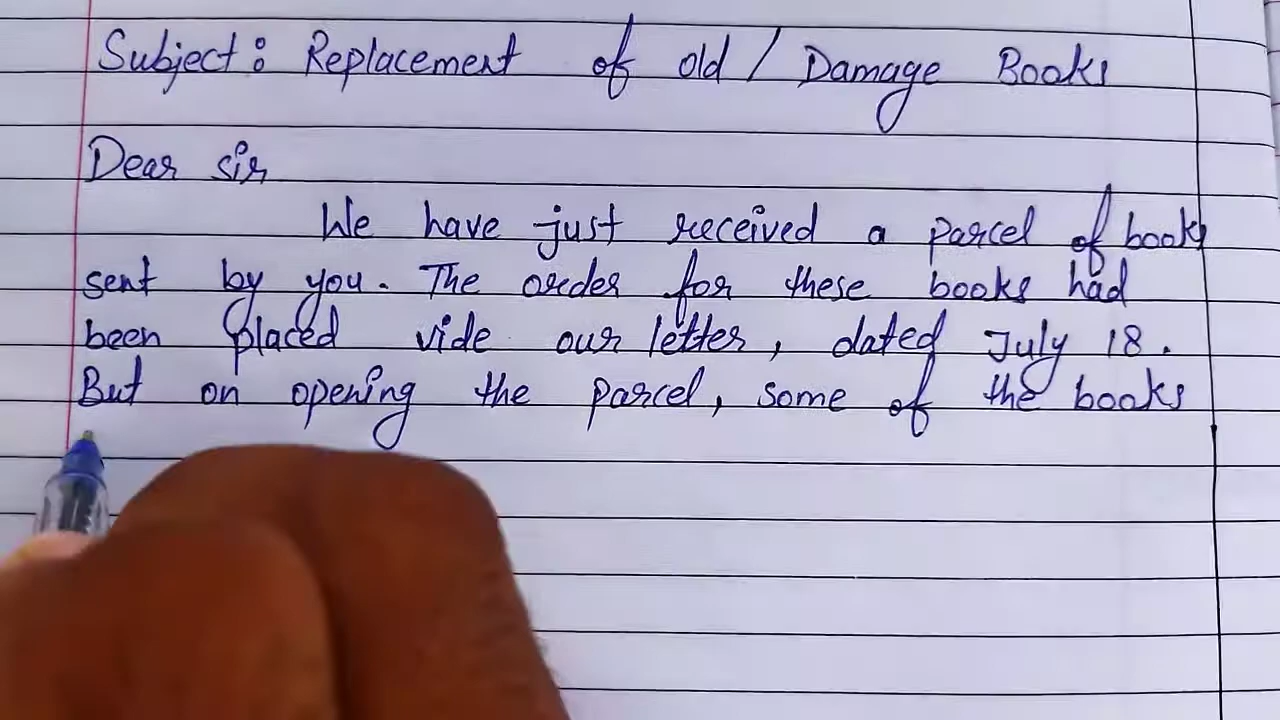 Subject: Replacement of old / Damage Books
Dear sir
We have just received a parcel of books
sent by you. The order for these books had
been placed vide our letter, dated July 18.
But on opening the parcel, some of the books